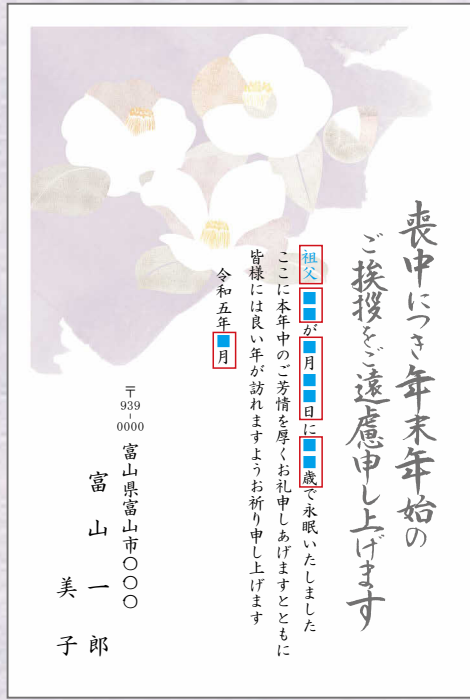 喪中につき年末年始の
ご挨拶をご遠慮申し上げます
祖父■■が■月■■日に■■歳で永眠いたしました
ここに本年中のご芳情を厚くお礼申しあげますとともに
皆様には良い年が訪れますようお祈り申し上げます
令和五年■月
〒939-0000
富山県富山市〇〇〇
富山一郎
美子